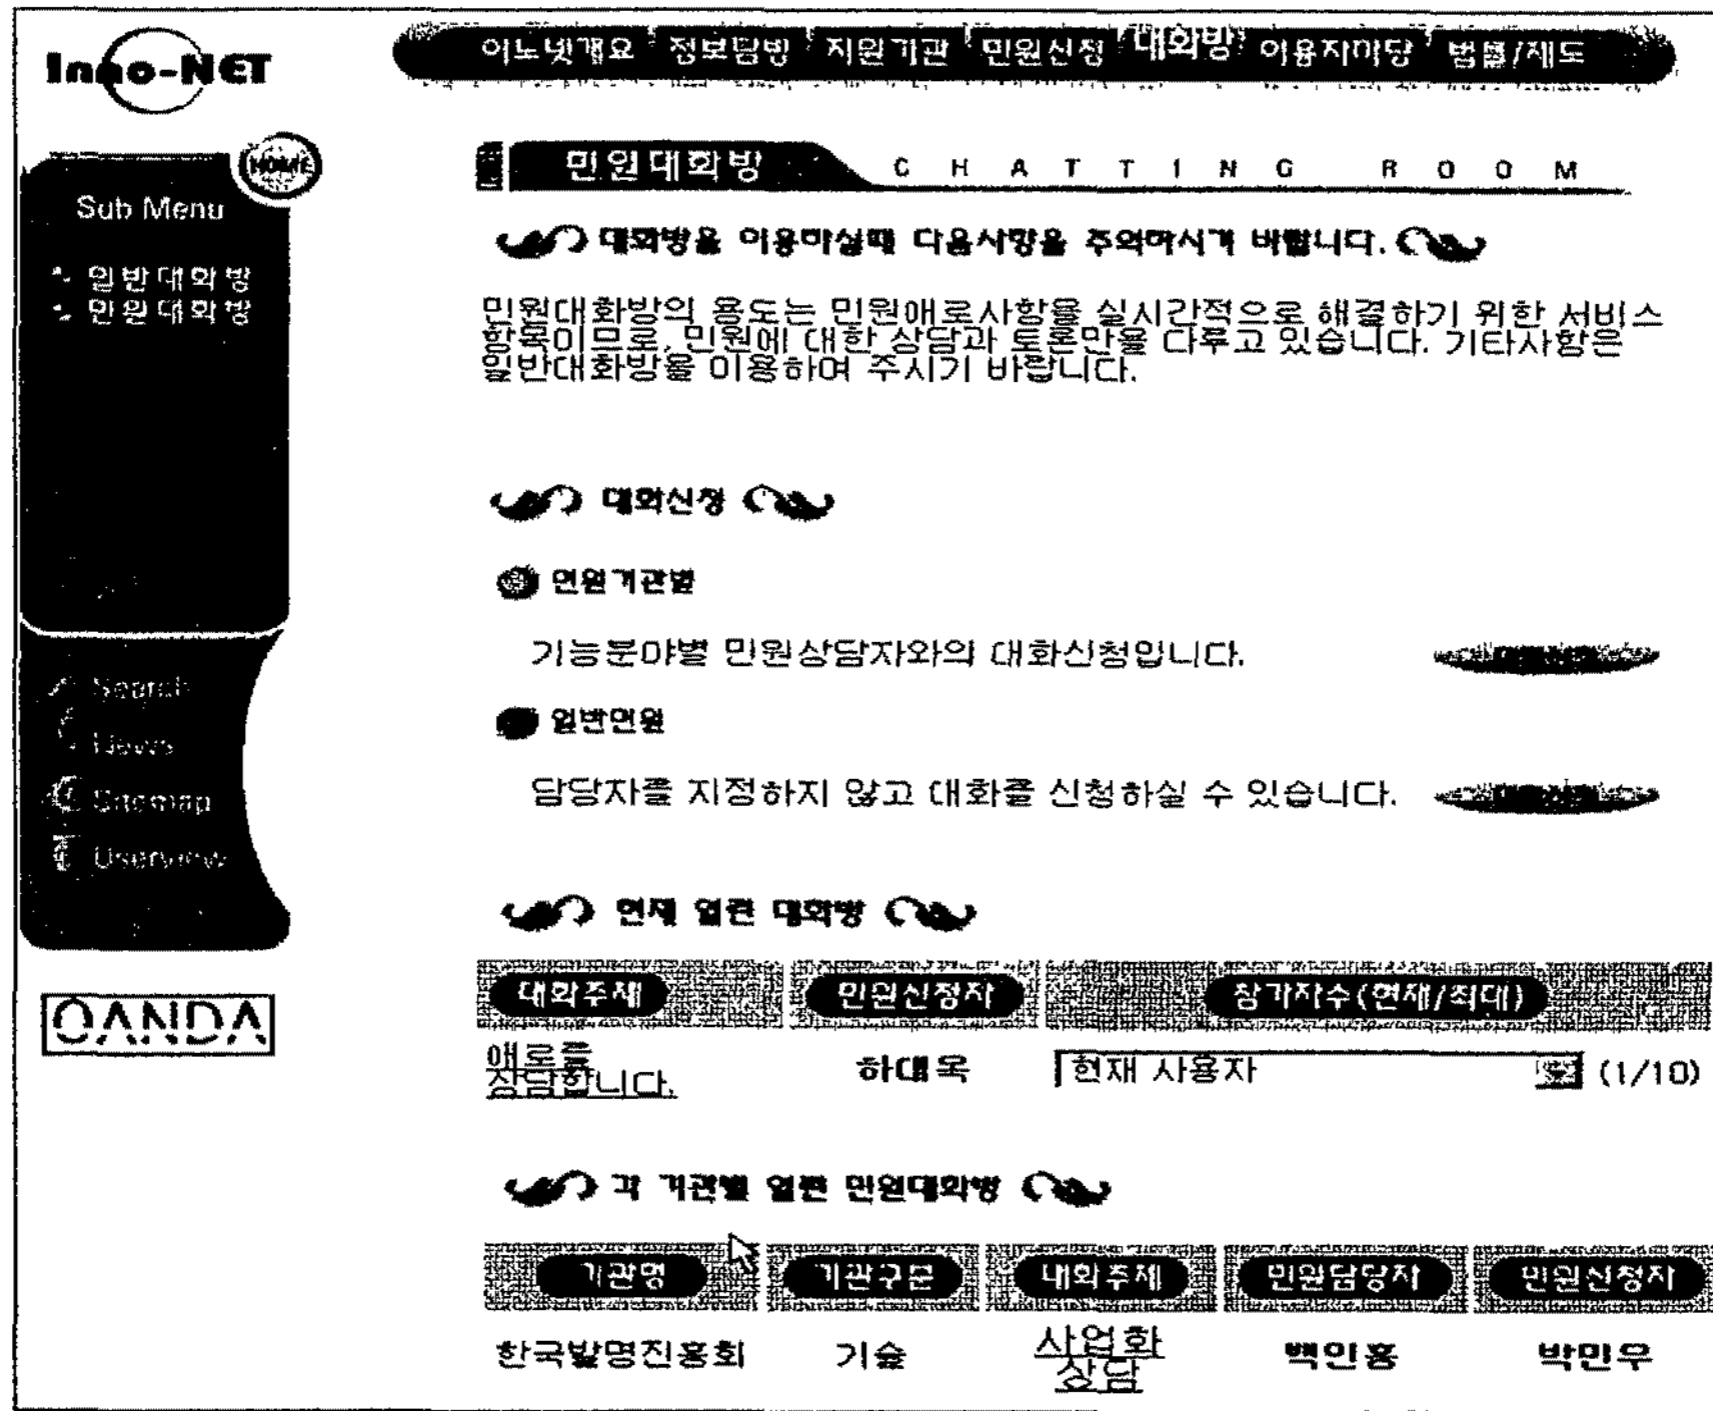 Inno-NET
이노넷개요 정보탐방 지원기관 민원신청 대화방 이용자마당 법률/제도
HOME
Sub Menu
일반대화방
민원대화방
Search
News
Sitemap
Userview
OANDA
민원대화방 CHATTING ROOM
대화방을 이용하실때 다음사항을 주의하시기 바랍니다.
민원대화방의 용도는 민원애로사항을 실시간적으로 해결하기 위한 서비스
항목이므로, 민원에 대한 상담과 토론만을 다루고 있습니다. 기타사항은
일반대화방을 이용하여 주시기 바랍니다.
대화신청
민원기관별
기능분야별 민원상담자와의 대화신청입니다.
일반민원
담당자를 지정하지 않고 대화를 신청하실 수 있습니다.
현재 열린 대화방
대화주제 민원신청자 참가자수(현재/최대)
애로를
상담합니다. 하대욱 현재 사용자 (1/10)
각 기관별 열린 민원대화방
기관명 기관구분 대화주제 민원담당자 민원신청자
한국발명진흥회 기술 사업화
상담 백인홍 박민우